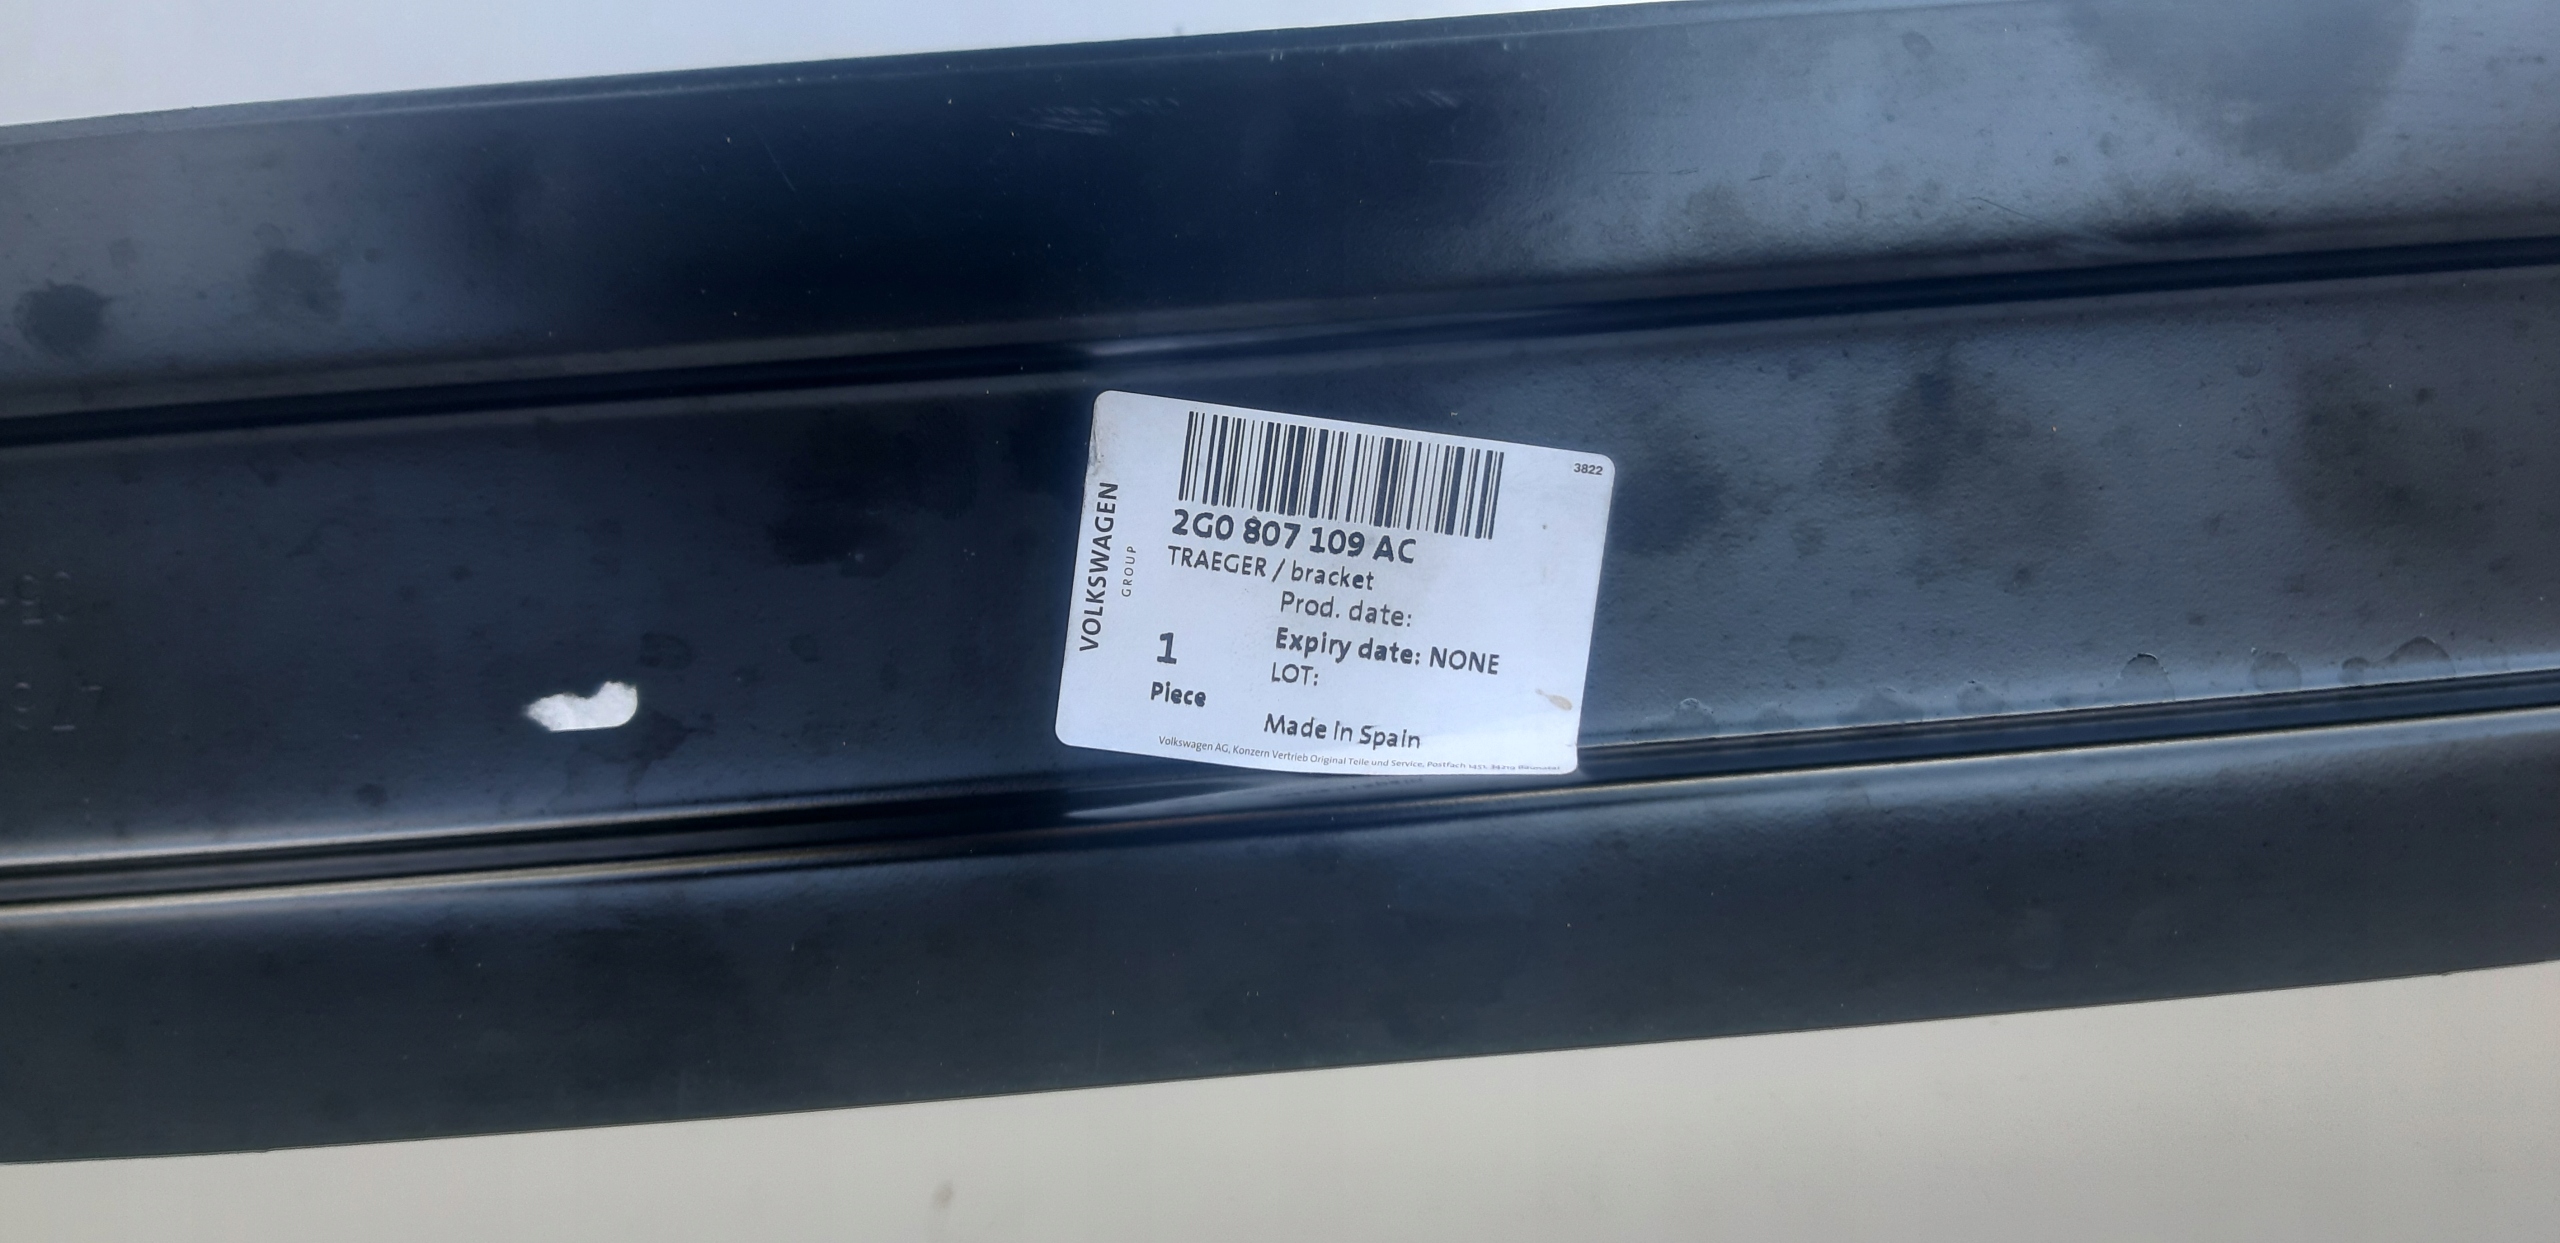 3822
2G0 807 109 AC
TRAEGER / bracket
Prod. date:
Expiry date: NONE
LOT:
1
Piece
Made in Spain
VOLKSWAGEN
GROUP
Volkswagen AG, Konzern Vertrieb Original Teile und Service, Postfach